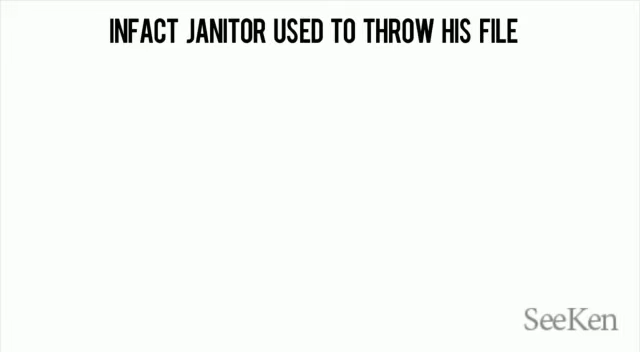 INFACT JANITOR USED TO THROW HIS FILE
SeeKen